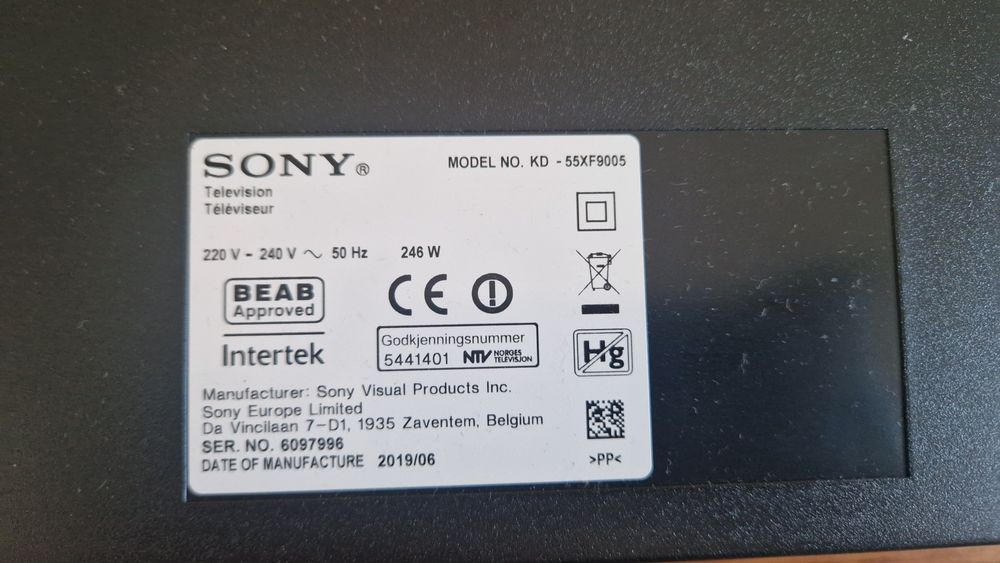 SONY®
MODEL NO. KD - 55XF9005
Television
Téléviseur
220 V - 240 V ~ 50 Hz 246 W
BEAB
Approved
CE
Intertek
Godkjenningsnummer
5441401 NTV NORGES TELEVISJON
Hg
Manufacturer: Sony Visual Products Inc.
Sony Europe Limited
Da Vincilaan 7-D1, 1935 Zaventem, Belgium
SER. NO. 6097996
DATE OF MANUFACTURE 2019/06
>PP<